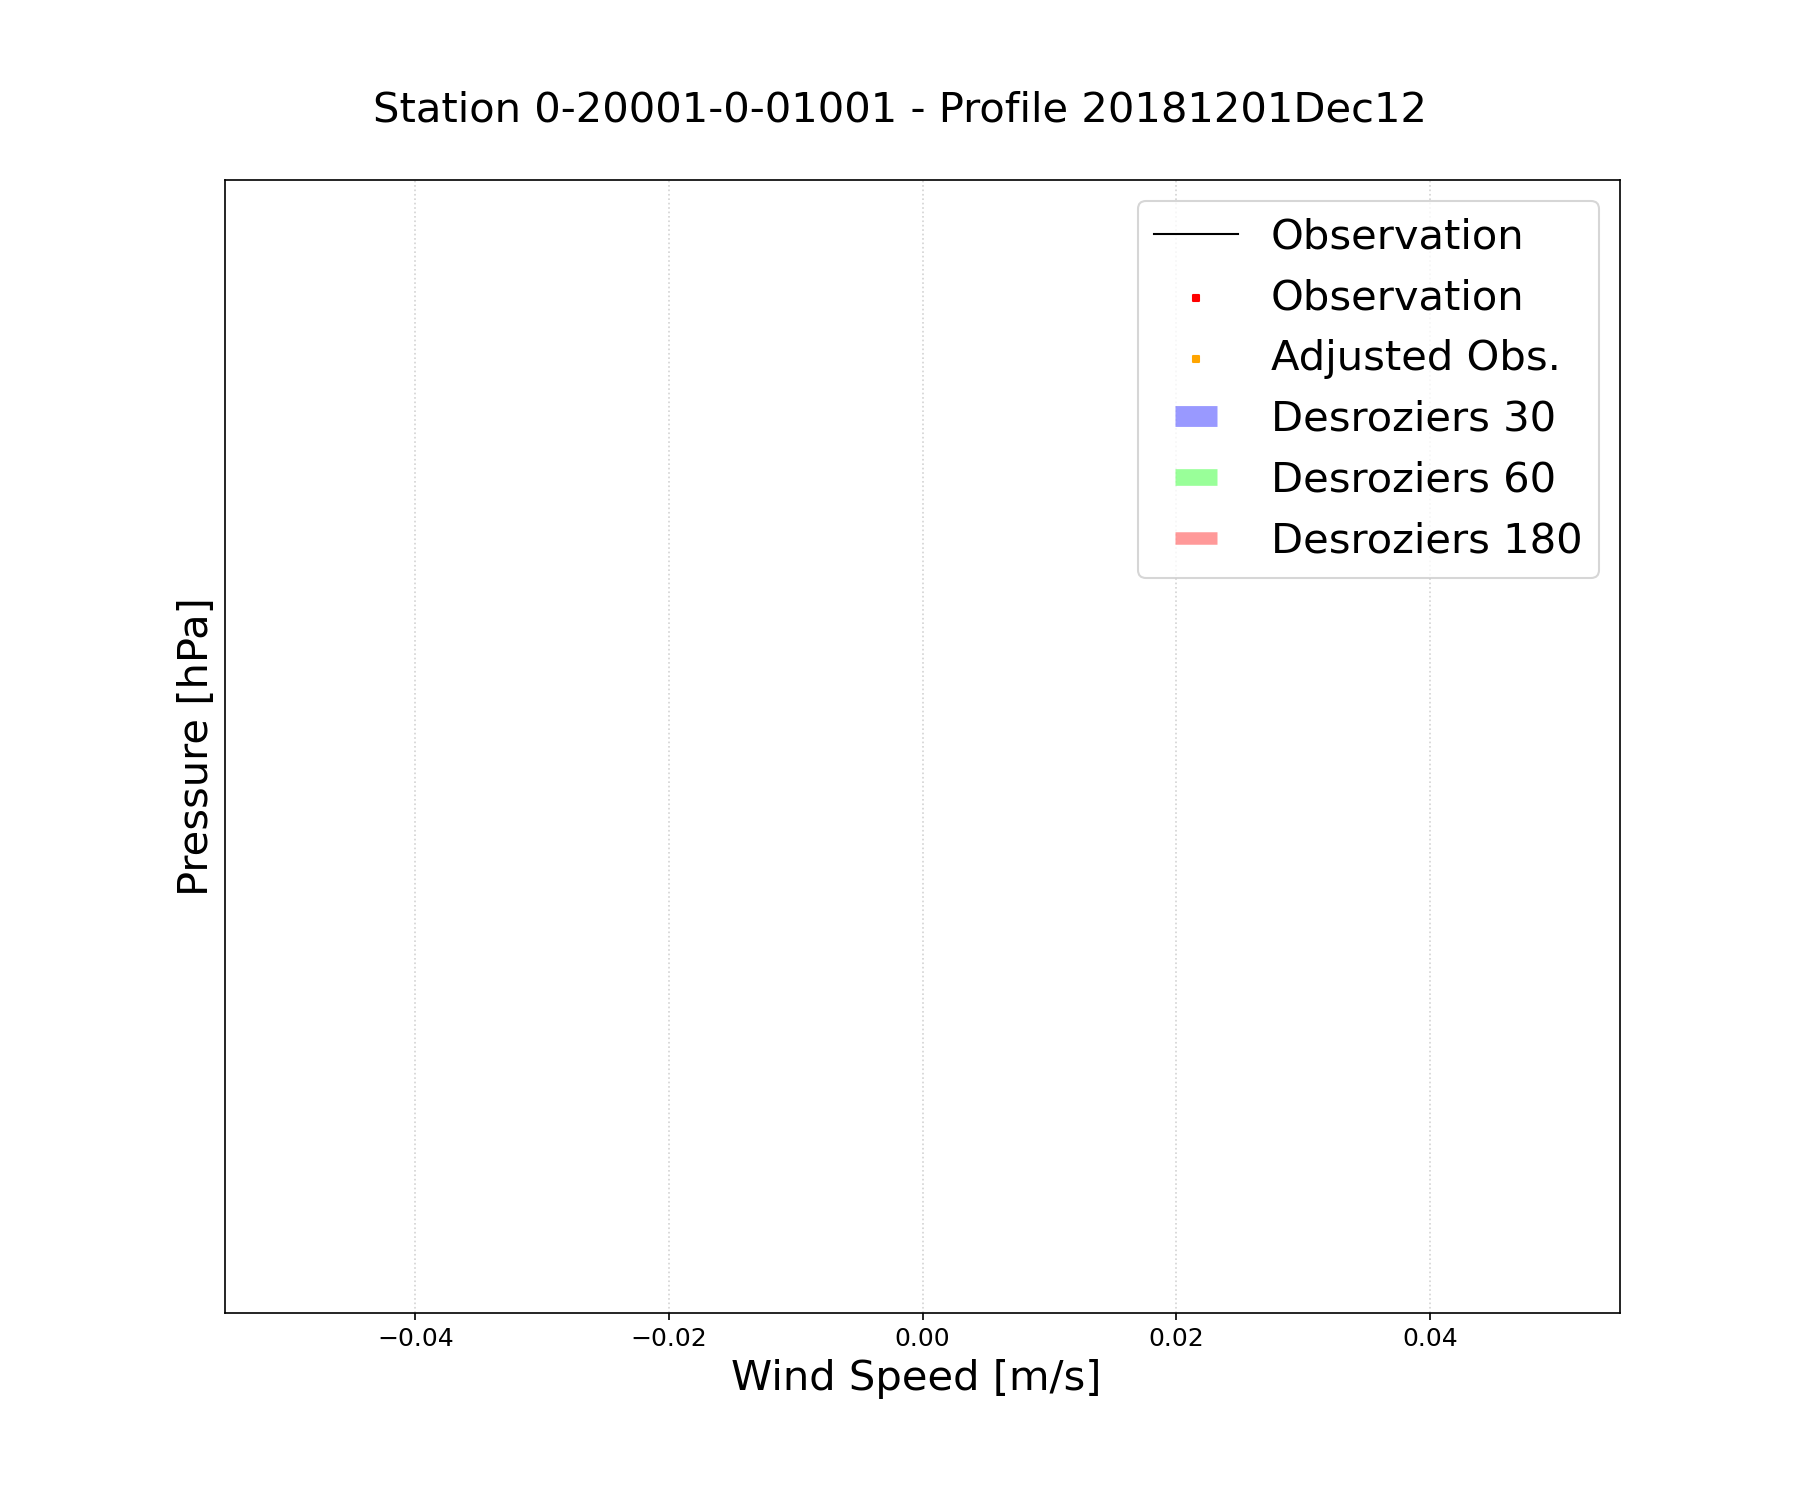 Station 0-20001-0-01001 - Profile 20181201Dec12
Observation
Observation
Adjusted Obs.
Desroziers 30
Desroziers 60
Desroziers 180
Pressure [hPa]
−0.04 −0.02 0.00 0.02 0.04
Wind Speed [m/s]